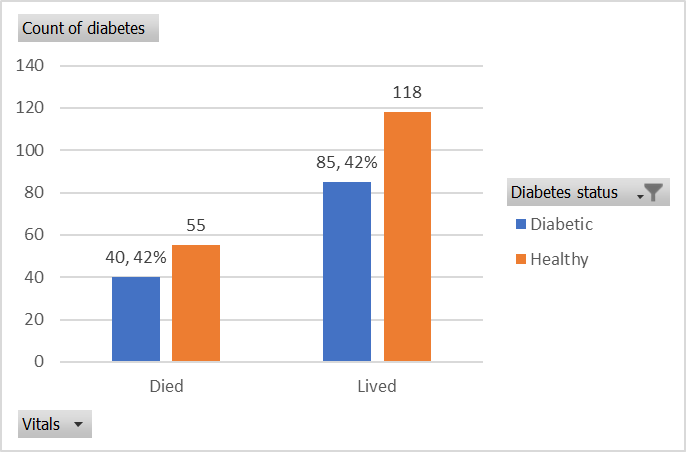 Count of diabetes
140
120
100
80
60
40
20
0
40, 42%
55
85, 42%
118
Died
Lived
Diabetes status
Diabetic
Healthy
Vitals